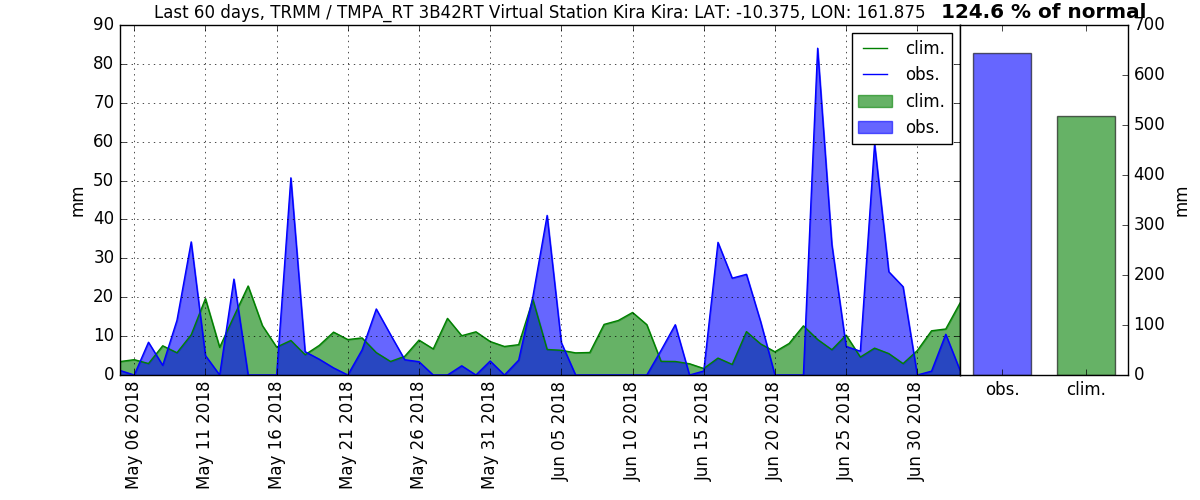 Last 60 days, TRMM / TMPA_RT 3B42RT Virtual Station Kira Kira: LAT: -10.375, LON: 161.875 124.6 % of normal
90
80
70
60
50
40
30
20
10
0
mm
clim.
obs.
clim.
obs.
700
600
500
400
300
200
100
0
mm
May 06 2018
May 11 2018
May 16 2018
May 21 2018
May 26 2018
May 31 2018
Jun 05 2018
Jun 10 2018
Jun 15 2018
Jun 20 2018
Jun 25 2018
Jun 30 2018
obs.
clim.